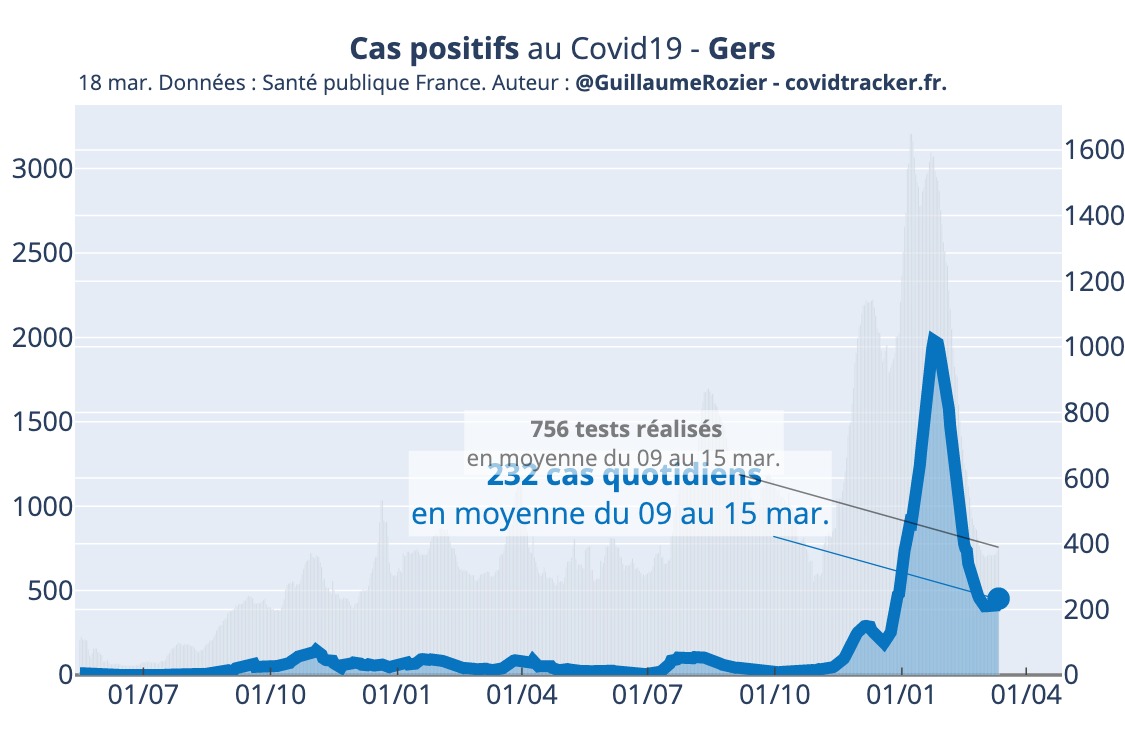 Cas positifs au Covid19 - Gers
18 mar. Données : Santé publique France. Auteur : @GuillaumeRozier - covidtracker.fr.
3000
2500
2000
1500
1000
500
0
1600
1400
1200
1000
800
600
400
200
0
756 tests réalisés
en moyenne du 09 au 15 mar.
232 cas quotidiens
en moyenne du 09 au 15 mar.
01/07 01/10 01/01 01/04 01/07 01/10 01/01 01/04